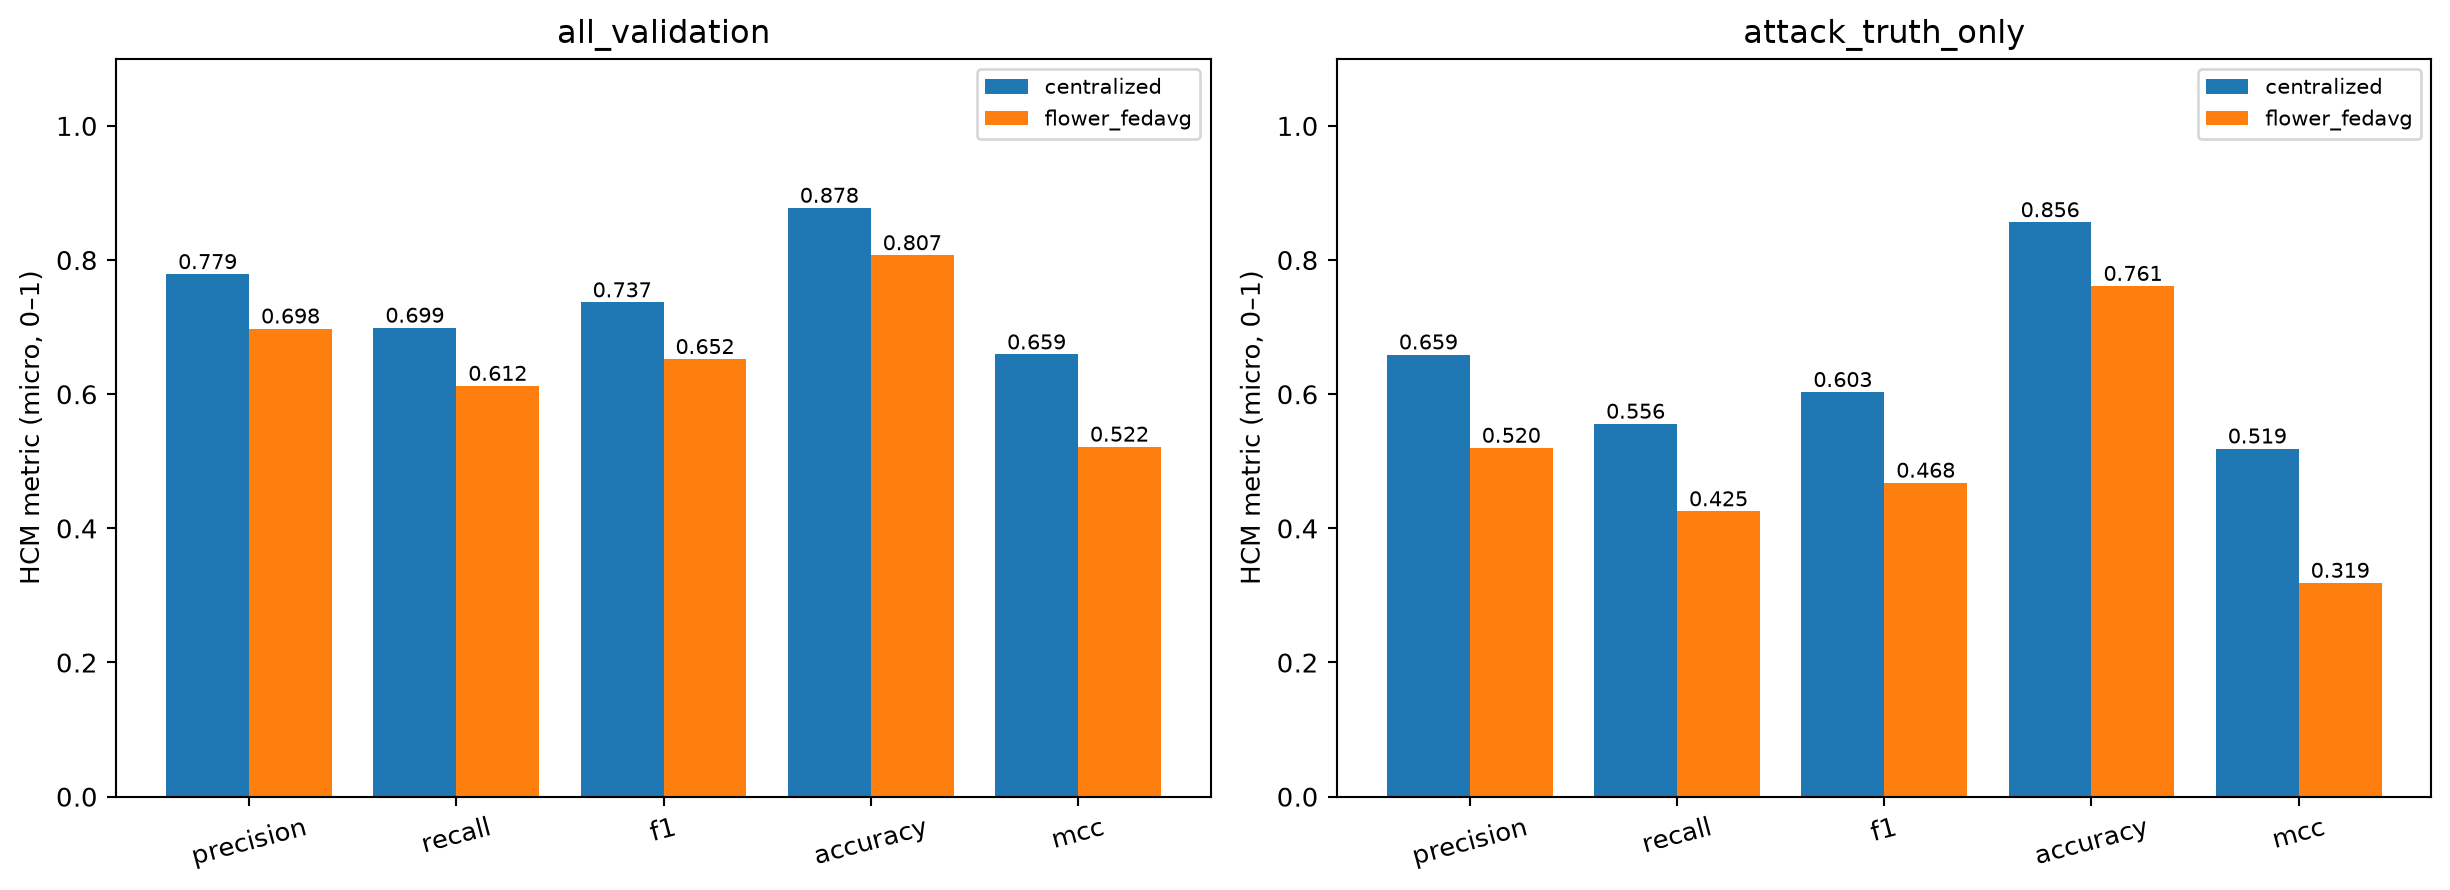 all_validation
HCM metric (micro, 0–1)
1.0
0.8
0.6
0.4
0.2
0.0
centralized
flower_fedavg
0.779
0.698
0.699
0.612
0.737
0.652
0.878
0.807
0.659
0.522
precision
recall
f1
accuracy
mcc
attack_truth_only
HCM metric (micro, 0–1)
1.0
0.8
0.6
0.4
0.2
0.0
centralized
flower_fedavg
0.659
0.520
0.556
0.425
0.603
0.468
0.856
0.761
0.519
0.319
precision
recall
f1
accuracy
mcc